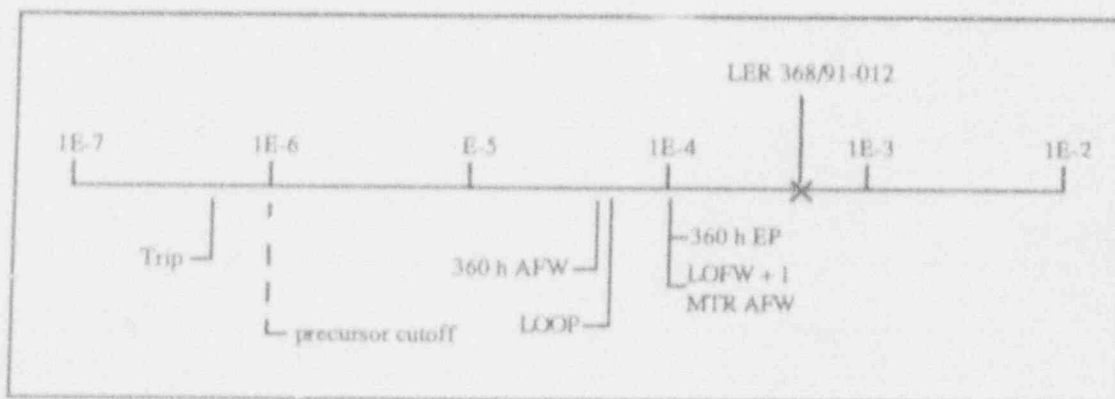 LER 368/91-012
1E-7 1E-6 E-5 1E-4 1E-3 1E-2
Trip
360 h AFW
360 h EP
LOFW + 1
MTR AFW
LOOP
precursor cutoff